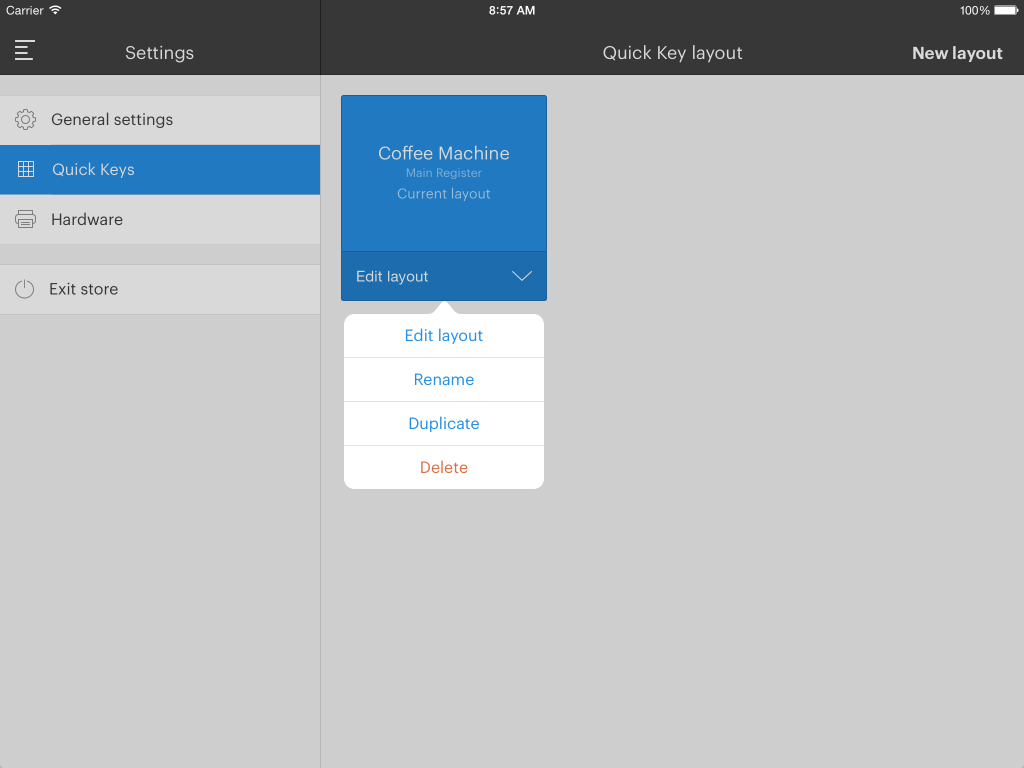 Carrier
8:57 AM
100%
Settings
Quick Key layout
New layout
General settings
Quick Keys
Hardware
Exit store
Coffee Machine
Main Register
Current layout
Edit layout
Edit layout
Rename
Duplicate
Delete